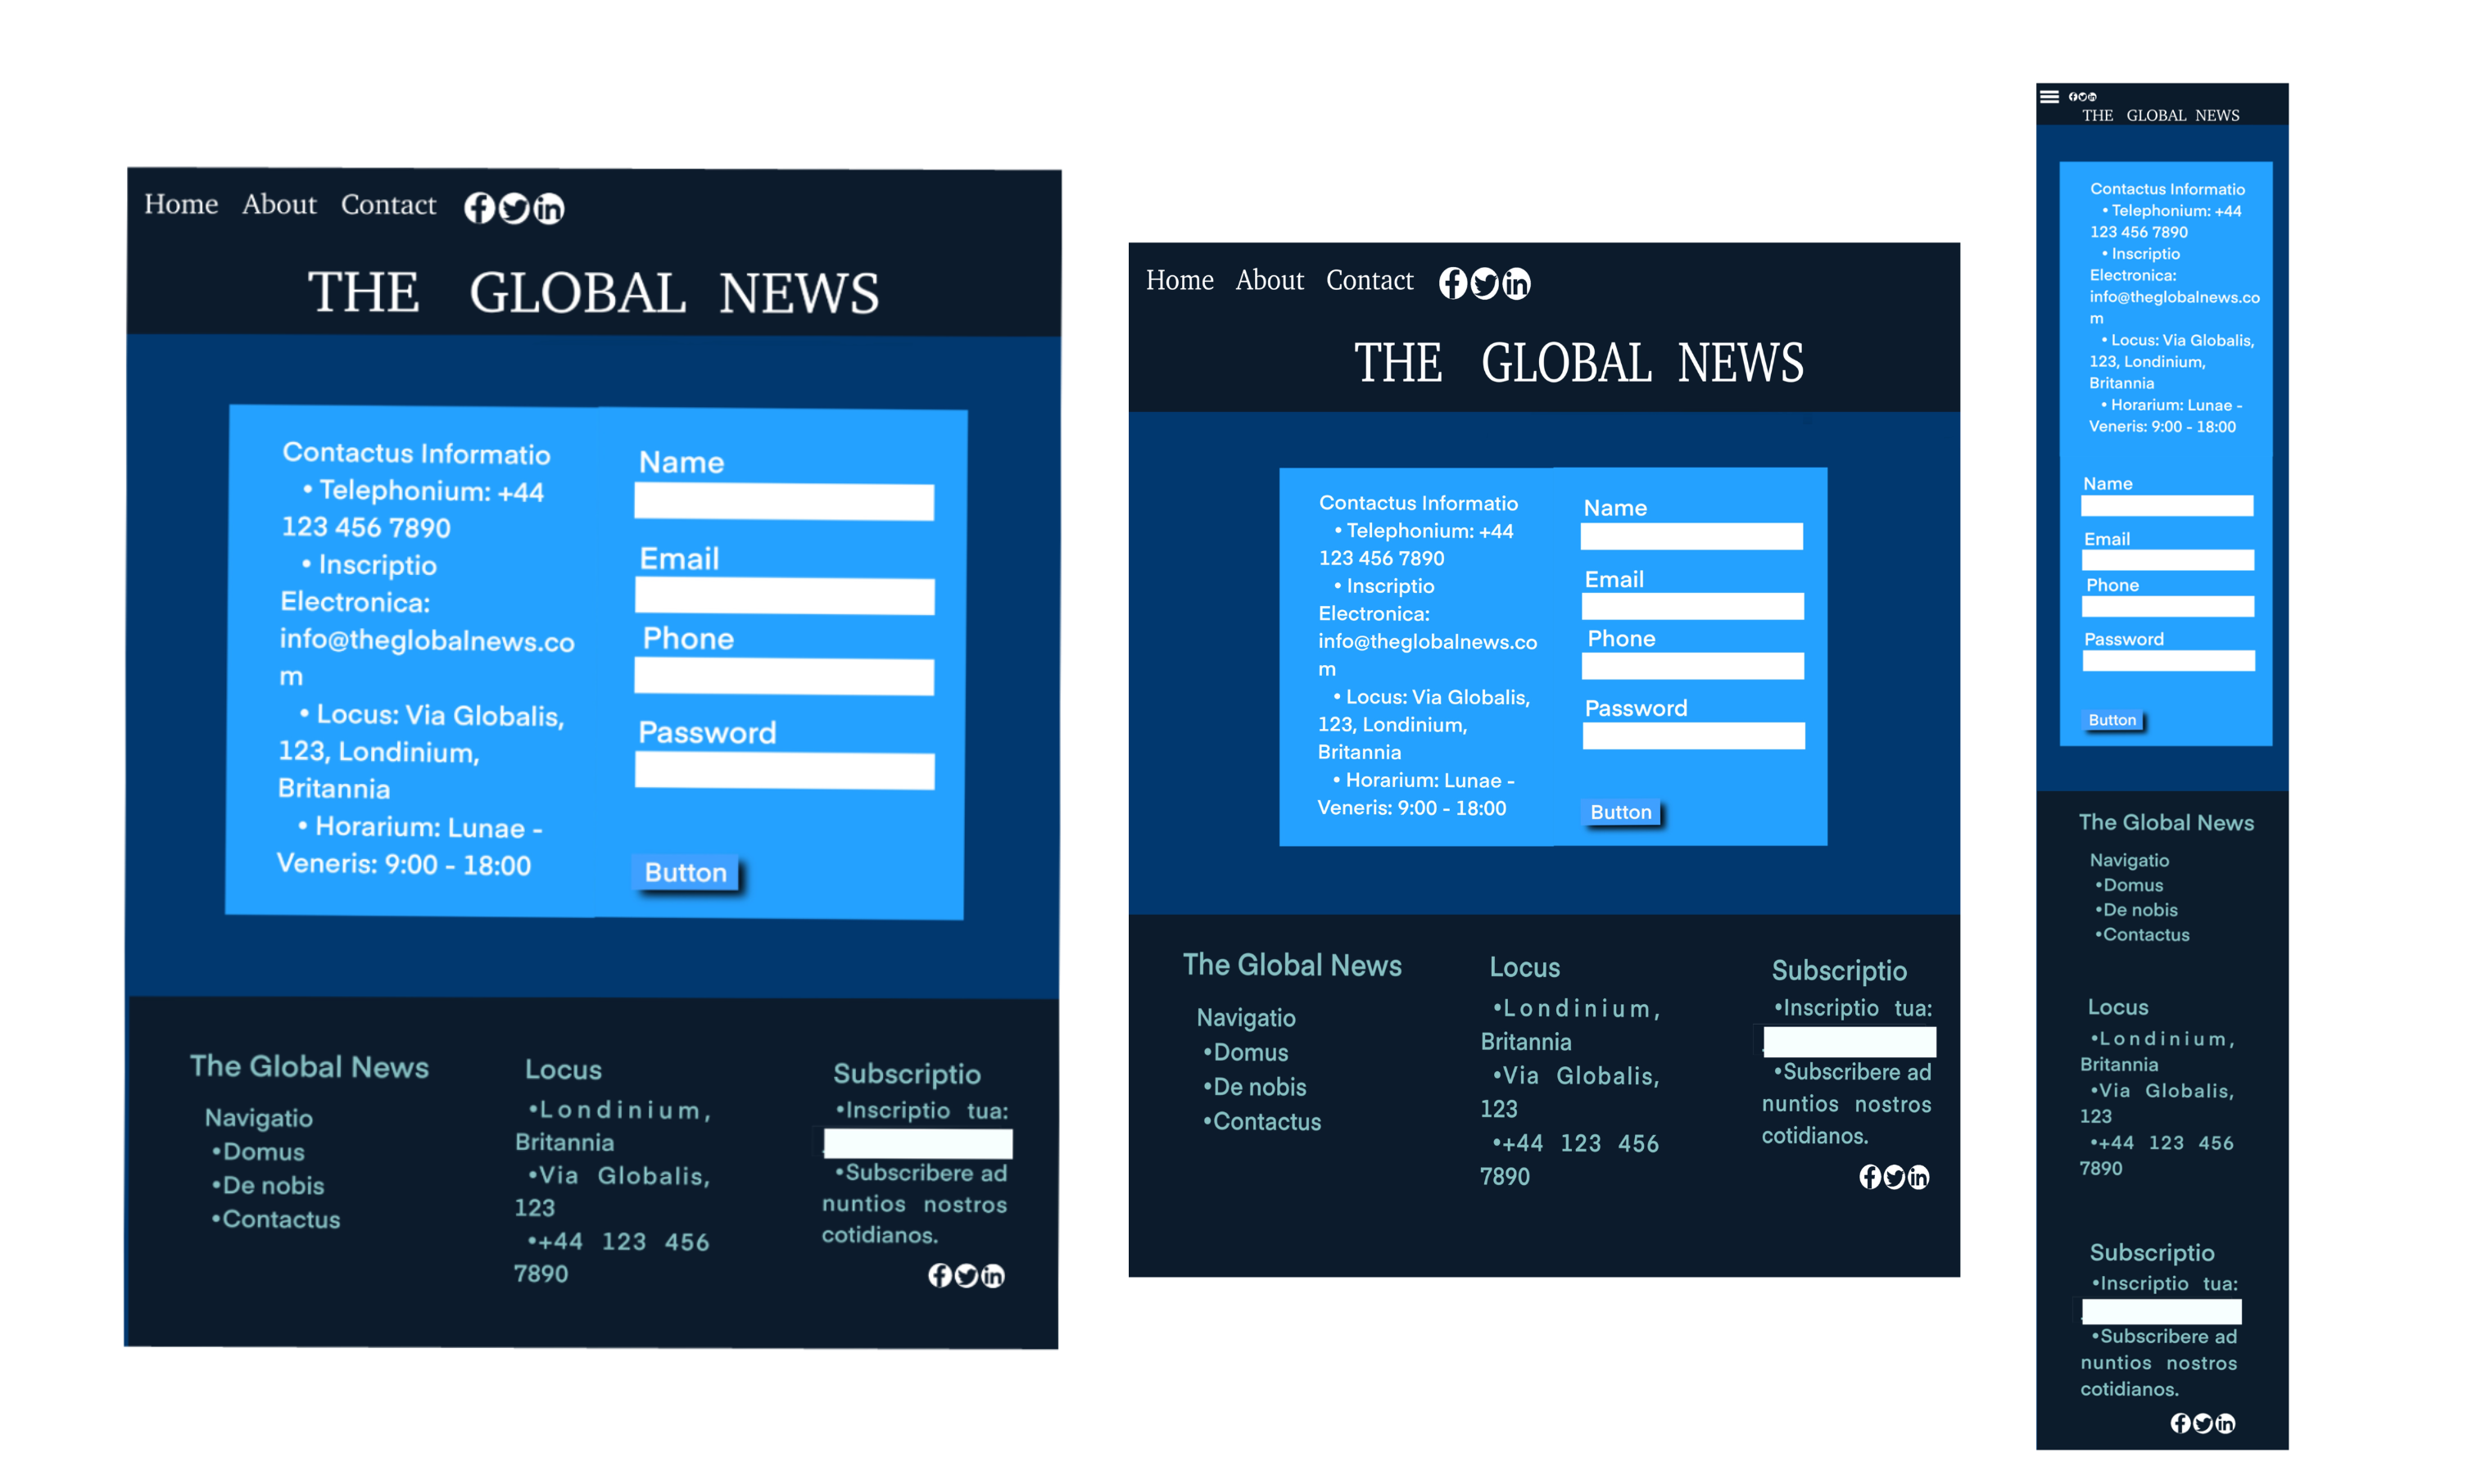 Home About Contact
THE GLOBAL NEWS
Contactus Informatio
• Telephonium: +44
123 456 7890
• Inscriptio
Electronica:
info@theglobalnews.co
m
• Locus: Via Globalis,
123, Londinium,
Britannia
• Horarium: Lunae -
Veneris: 9:00 - 18:00
Name
Email
Phone
Password
Button
The Global News
Navigatio
•Domus
•De nobis
•Contactus
Locus
•Londinium,
Britannia
•Via Globalis,
123
•+44 123 456
7890
Subscriptio
•Inscriptio tua:
•Subscribere ad
nuntios nostros
cotidianos.
Home About Contact
THE GLOBAL NEWS
Contactus Informatio
• Telephonium: +44
123 456 7890
• Inscriptio
Electronica:
info@theglobalnews.co
m
• Locus: Via Globalis,
123, Londinium,
Britannia
• Horarium: Lunae -
Veneris: 9:00 - 18:00
Name
Email
Phone
Password
Button
The Global News
Navigatio
•Domus
•De nobis
•Contactus
Locus
•Londinium,
Britannia
•Via Globalis,
123
•+44 123 456
7890
Subscriptio
•Inscriptio tua:
•Subscribere ad
nuntios nostros
cotidianos.
THE GLOBAL NEWS
Contactus Informatio
• Telephonium: +44
123 456 7890
• Inscriptio
Electronica:
info@theglobalnews.co
m
• Locus: Via Globalis,
123, Londinium,
Britannia
• Horarium: Lunae -
Veneris: 9:00 - 18:00
Name
Email
Phone
Password
Button
The Global News
Navigatio
•Domus
•De nobis
•Contactus
Locus
•Londinium,
Britannia
•Via Globalis,
123
•+44 123 456
7890
Subscriptio
•Inscriptio tua:
•Subscribere ad
nuntios nostros
cotidianos.